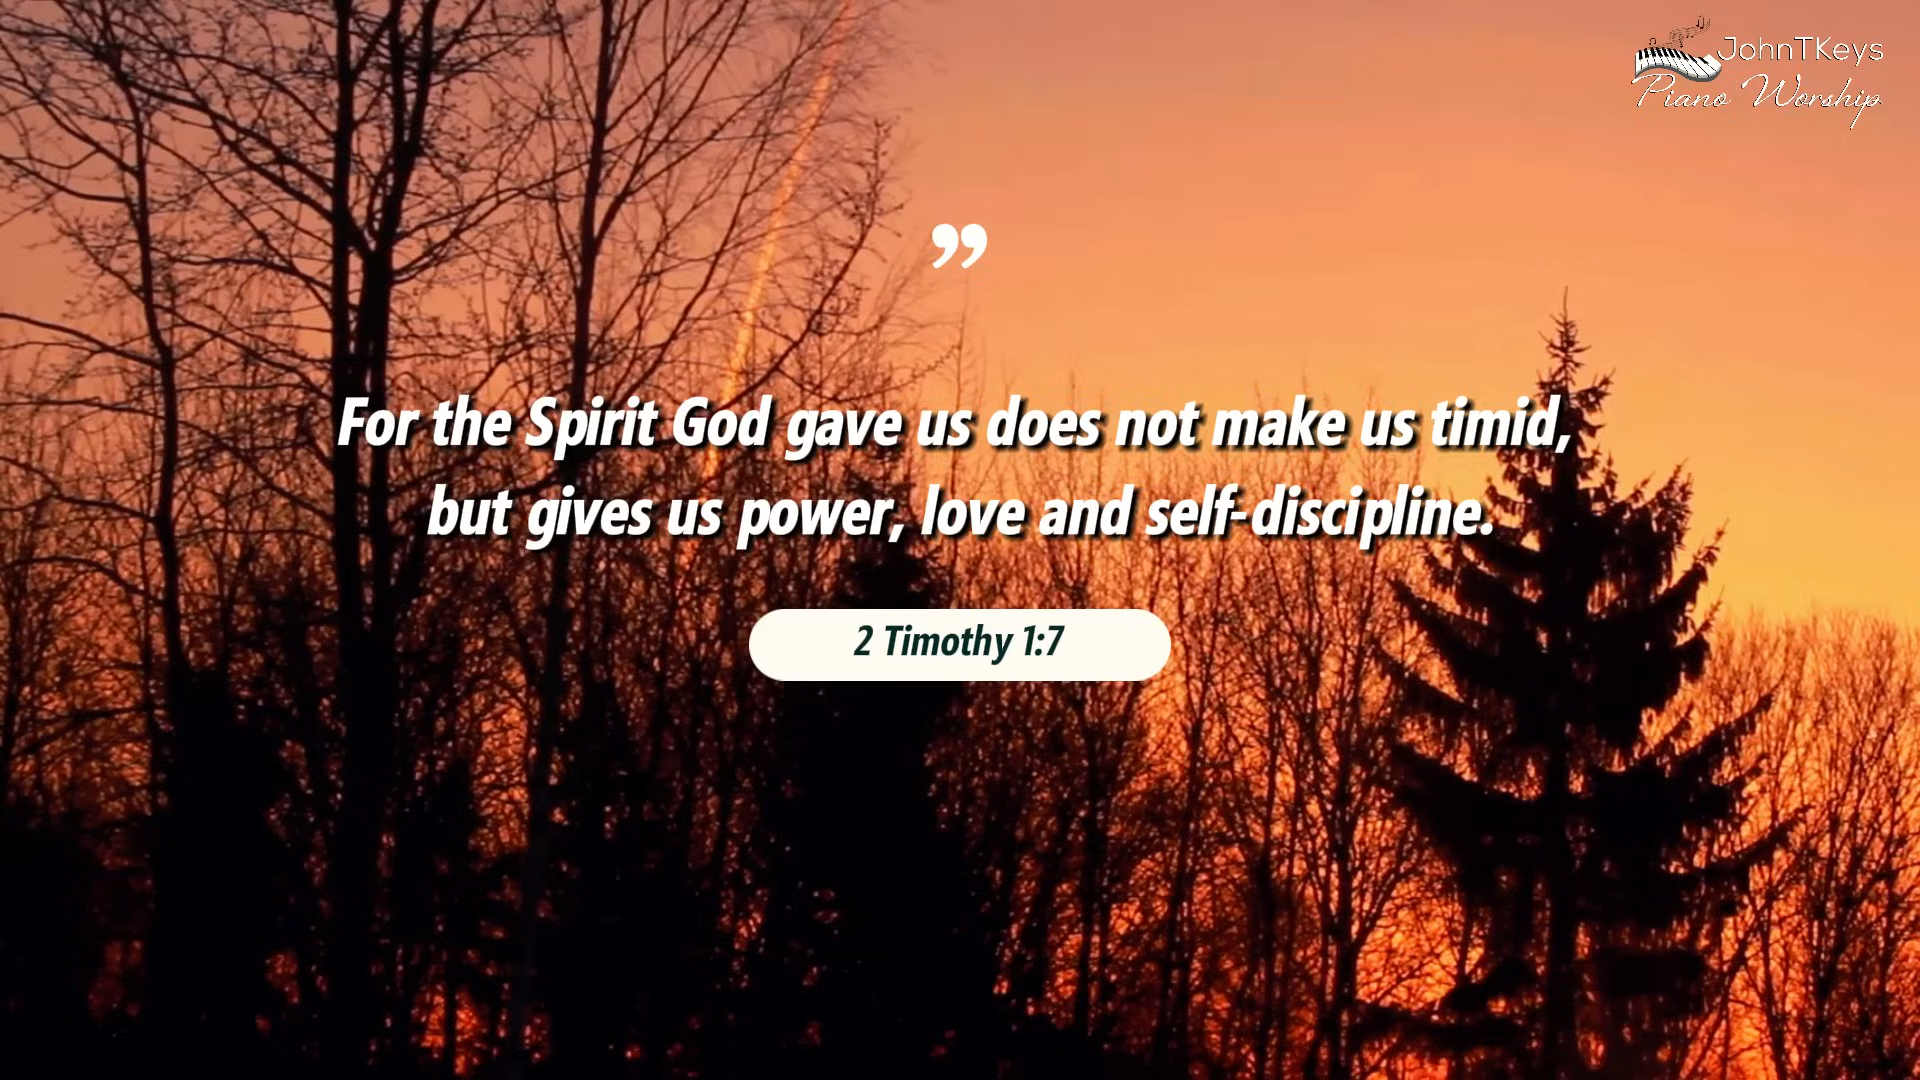 JohnTKeys
Piano Worship
”
For the Spirit God gave us does not make us timid,
but gives us power, love and self-discipline.
2 Timothy 1:7